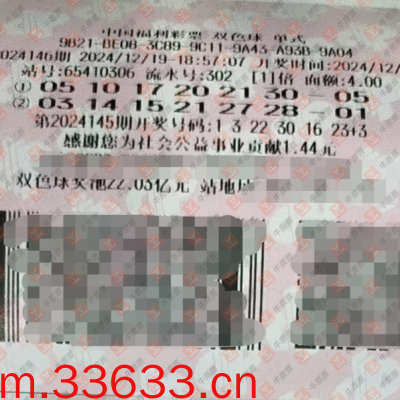 中国福利彩票 双色球 单式
9B21-BE0B-3C89-9C11-9A43-A93B-9A04
2024146期 2024/12/19-18:57:07 开奖时间:2024/12
站号:65410306 流水号:302 [1]倍 面额:4.00
① 05 10 17 20 21 30 – 05
② 03 14 15 21 27 28 – 01
第2024145期开奖号码:1 3 22 30 16 23+3
感谢您为社会公益事业贡献1.44元
双色球奖池22.03亿元 站地址
m.33633.cn